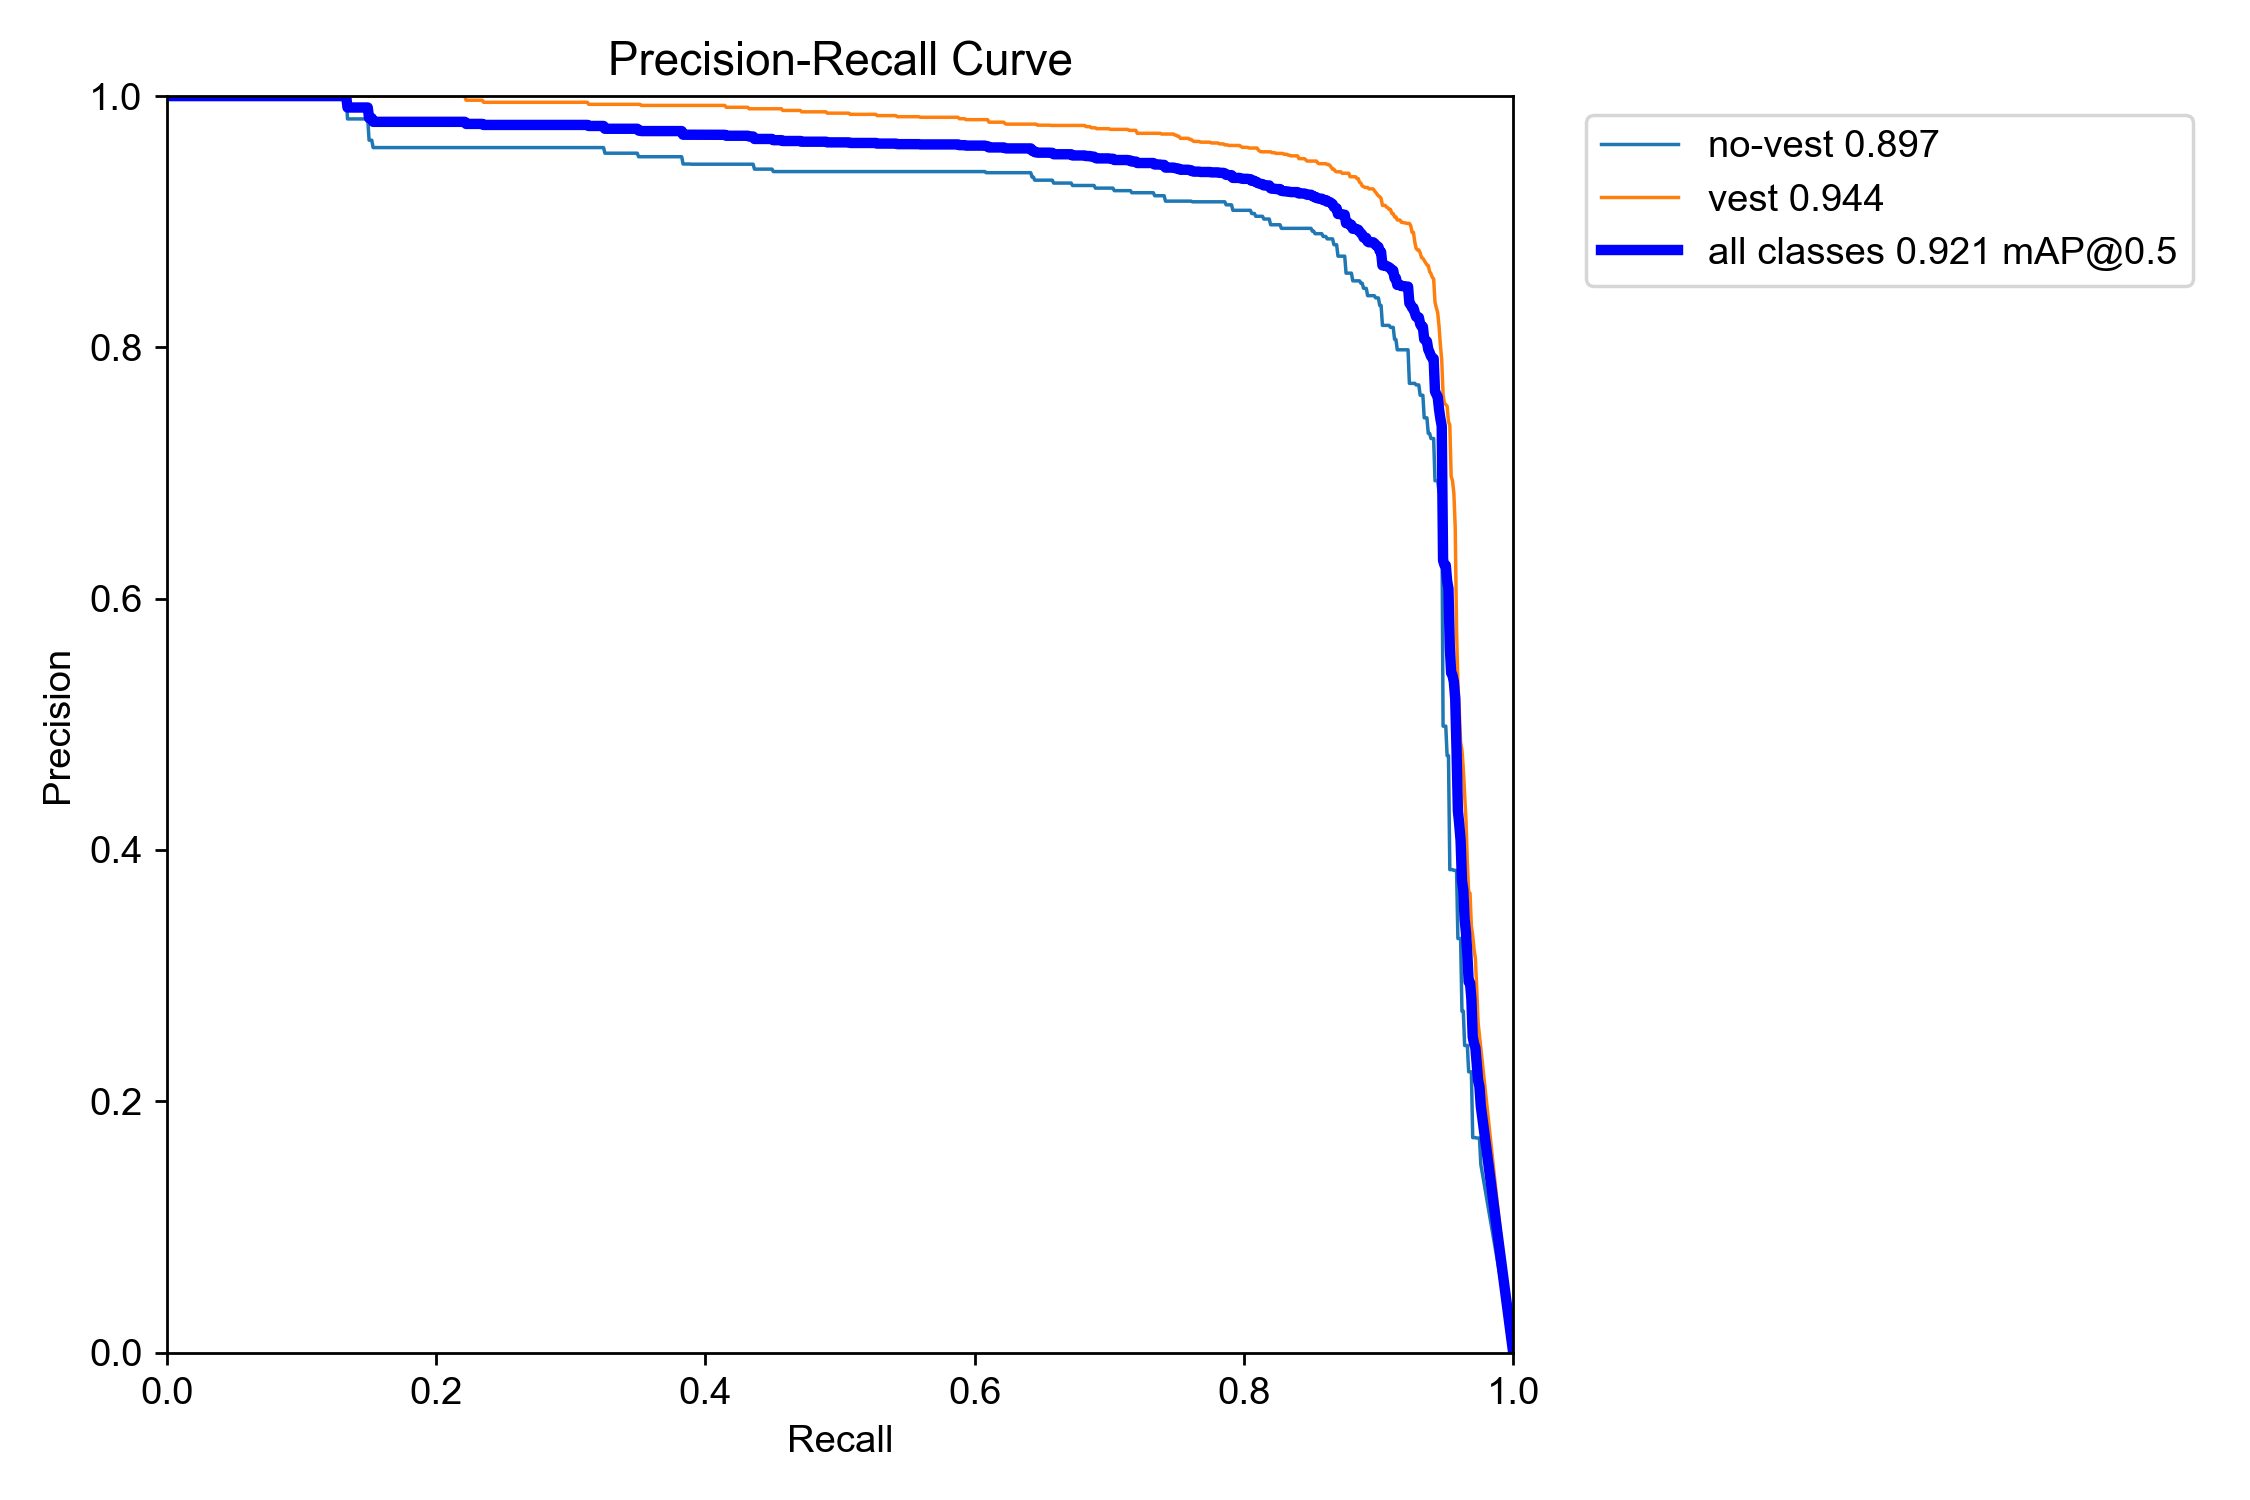 Precision-Recall Curve
1.0
0.8
0.6
0.4
0.2
0.0
Precision
0.0 0.2 0.4 0.6 0.8 1.0
Recall
no-vest 0.897
vest 0.944
all classes 0.921 mAP@0.5